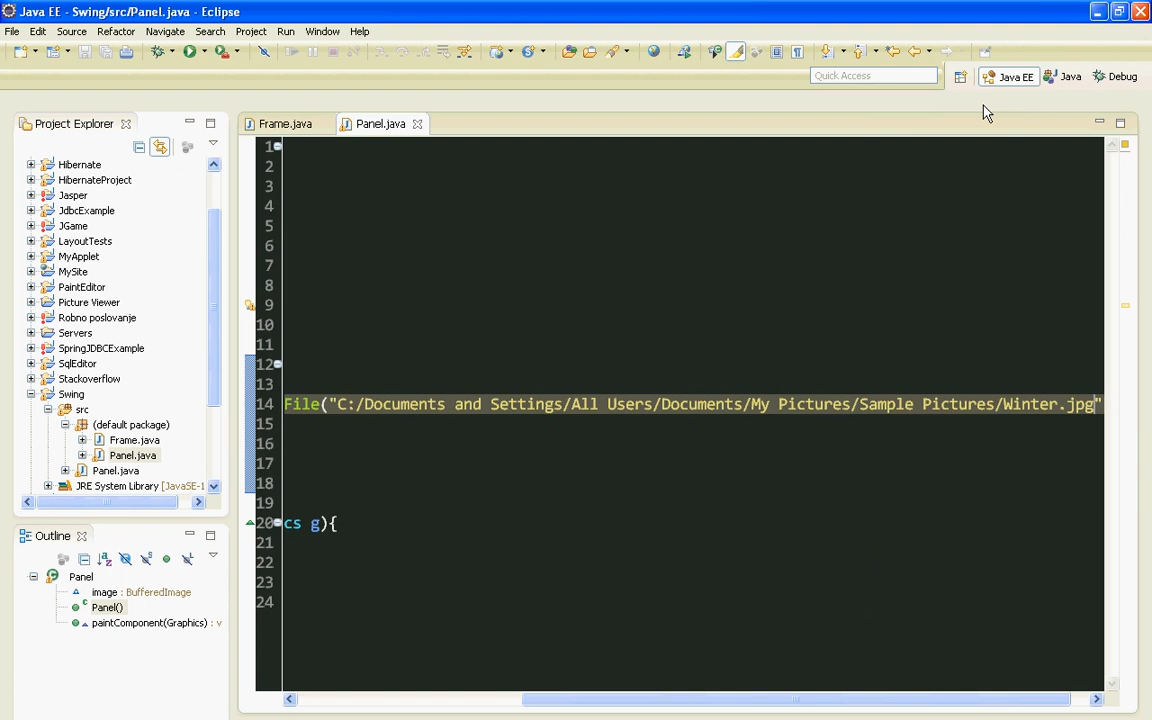 Java EE - Swing/src/Panel.java - Eclipse
File Edit Source Refactor Navigate Search Project Run Window Help
Quick Access
Java EE
Java
Debug
Project Explorer
Hibernate
HibernateProject
Jasper
JdbcExample
JGame
LayoutTests
MyApplet
MySite
PaintEditor
Picture Viewer
Robno poslovanje
Servers
SpringJDBCExample
SqlEditor
Stackoverflow
Swing
src
(default package)
Frame.java
Panel.java
Panel.java
JRE System Library [JavaSE-1
Outline
Panel
image : BufferedImage
Panel()
paintComponent(Graphics) : v
Frame.java
Panel.java
1
2
3
4
5
6
7
8
9
10
11
12
13
14 File("C:/Documents and Settings/All Users/Documents/My Pictures/Sample Pictures/Winter.jpg"
15
16
17
18
19
20 cs g){
21
22
23
24